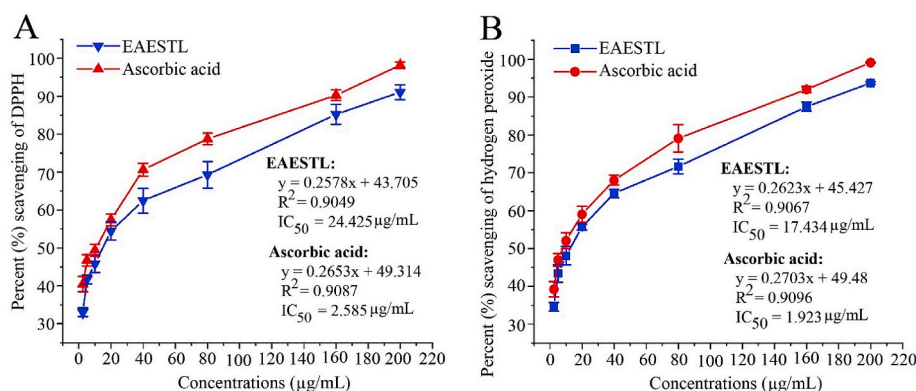 A
EAESTL
Ascorbic acid
Percent (%) scavenging of DPPH
100
90
80
70
60
50
40
30
EAESTL:
y = 0.2578x + 43.705
R2 = 0.9049
IC50 = 24.425 µg/mL
Ascorbic acid:
y = 0.2653x + 49.314
R2 = 0.9087
IC50 = 2.585 µg/mL
0 20 40 60 80 100 120 140 160 180 200 220
Concentrations (µg/mL)
B
EAESTL
Ascorbic acid
Percent (%) scavenging of hydrogen peroxide
100
90
80
70
60
50
40
30
EAESTL:
y = 0.2623x + 45.427
R2 = 0.9067
IC50 = 17.434 µg/mL
Ascorbic acid:
y = 0.2703x + 49.48
R2 = 0.9096
IC50 = 1.923 µg/mL
0 20 40 60 80 100 120 140 160 180 200 220
Concentrations (µg/mL)